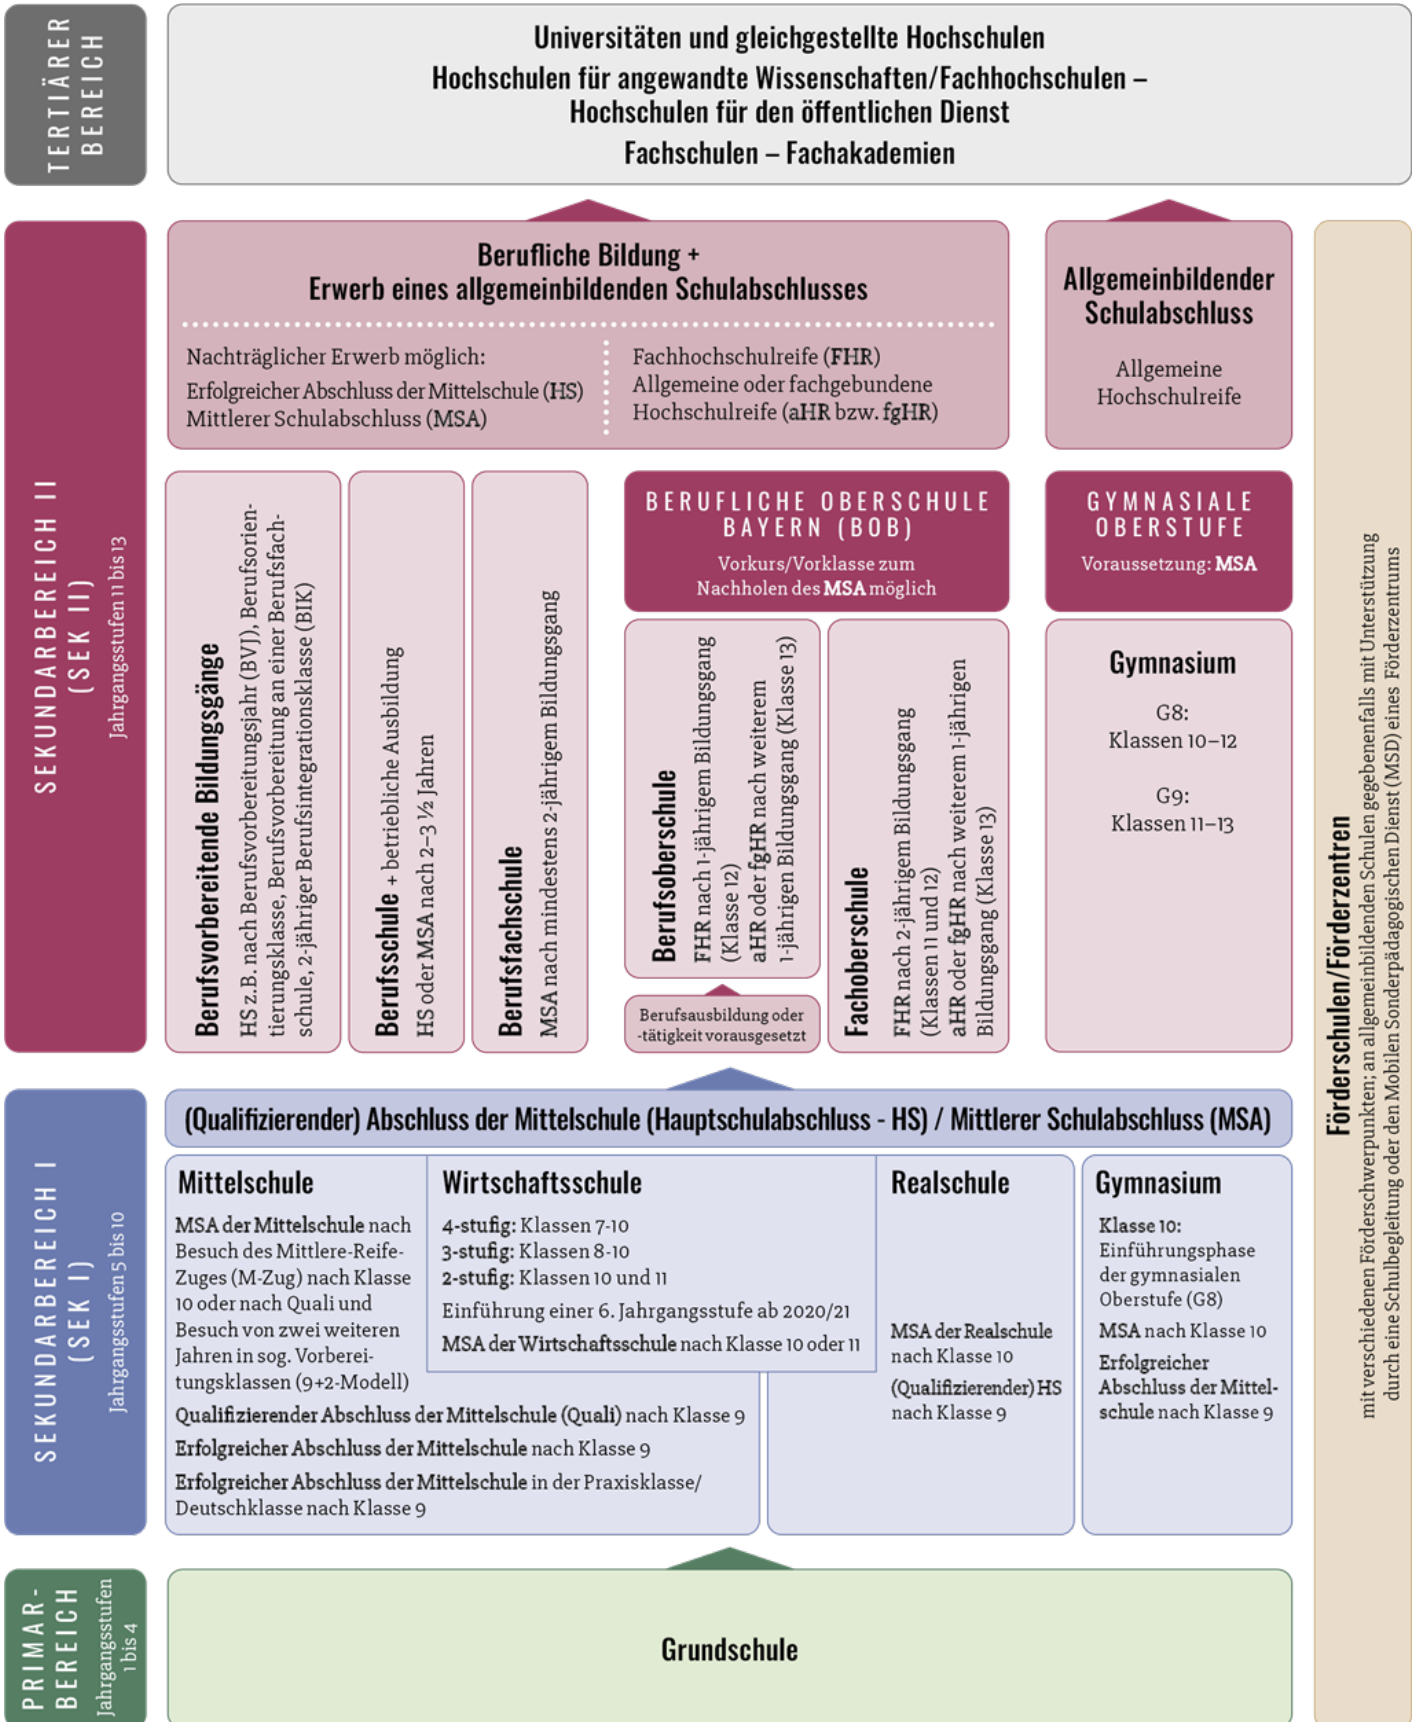 TERTIÄRER
BEREICH
Universitäten und gleichgestellte Hochschulen
Hochschulen für angewandte Wissenschaften/Fachhochschulen –
Hochschulen für den öffentlichen Dienst
Fachschulen – Fachakademien
SEKUNDARBEREICH II
(SEK II)
Jahrgangsstufen 11 bis 13
Berufliche Bildung +
Erwerb eines allgemeinbildenden Schulabschlusses
Nachträglicher Erwerb möglich:
Erfolgreicher Abschluss der Mittelschule (HS)
Mittlerer Schulabschluss (MSA)
Fachhochschulreife (FHR)
Allgemeine oder fachgebundene
Hochschulreife (aHR bzw. fgHR)
Allgemeinbildender
Schulabschluss
Allgemeine
Hochschulreife
Berufsvorbereitende Bildungsgänge
HS z.B. nach Berufsvorbereitungsjahr (BVJ), Berufsorien-
tierungsklasse, Berufsvorbereitung an einer Berufsfach-
schule, 2-jähriger Berufsintegrationsklasse (BIK)
Berufsschule + betriebliche Ausbildung
HS oder MSA nach 2–3 ½ Jahren
Berufsfachschule
MSA nach mindestens 2-jährigem Bildungsgang
BERUFLICHE OBERSCHULE
BAYERN (BOB)
Vorkurs/Vorklasse zum
Nachholen des MSA möglich
Berufsoberschule
FHR nach 1-jährigem Bildungsgang
(Klasse 12)
aHR oder fgHR nach weiterem
1-jährigen Bildungsgang (Klasse 13)
Berufsausbildung oder
-tätigkeit vorausgesetzt
Fachoberschule
FHR nach 2-jährigem Bildungsgang
(Klassen 11 und 12)
aHR oder fgHR nach weiterem 1-jährigen
Bildungsgang (Klasse 13)
GYMNASIALE
OBERSTUFE
Voraussetzung: MSA
Gymnasium
G8:
Klassen 10–12
G9:
Klassen 11–13
SEKUNDARBEREICH I
(SEK I)
Jahrgangsstufen 5 bis 10
(Qualifizierender) Abschluss der Mittelschule (Hauptschulabschluss - HS) / Mittlerer Schulabschluss (MSA)
Mittelschule
MSA der Mittelschule nach
Besuch des Mittlere-Reife-
Zuges (M-Zug) nach Klasse
10 oder nach Quali und
Besuch von zwei weiteren
Jahren in sog. Vorberei-
tungsklassen (9+2-Modell)
Qualifizierender Abschluss der Mittelschule (Quali) nach Klasse 9
Erfolgreicher Abschluss der Mittelschule nach Klasse 9
Erfolgreicher Abschluss der Mittelschule in der Praxisklasse/
Deutschklasse nach Klasse 9
Wirtschaftsschule
4-stufig: Klassen 7-10
3-stufig: Klassen 8-10
2-stufig: Klassen 10 und 11
Einführung einer 6. Jahrgangsstufe ab 2020/21
MSA der Wirtschaftsschule nach Klasse 10 oder 11
Realschule
MSA der Realschule
nach Klasse 10
(Qualifizierender) HS
nach Klasse 9
Gymnasium
Klasse 10:
Einführungsphase
der gymnasialen
Oberstufe (G8)
MSA nach Klasse 10
Erfolgreicher
Abschluss der Mittel-
schule nach Klasse 9
PRIMAR-
BEREICH
Jahrgangsstufen
1 bis 4
Grundschule
Förderschulen/Förderzentren
mit verschiedenen Förderschwerpunkten; an allgemeinbildenden Schulen gegebenenfalls mit Unterstützung
durch eine Schulbegleitung oder den Mobilen Sonderpädagogischen Dienst (MSD) eines Förderzentrums